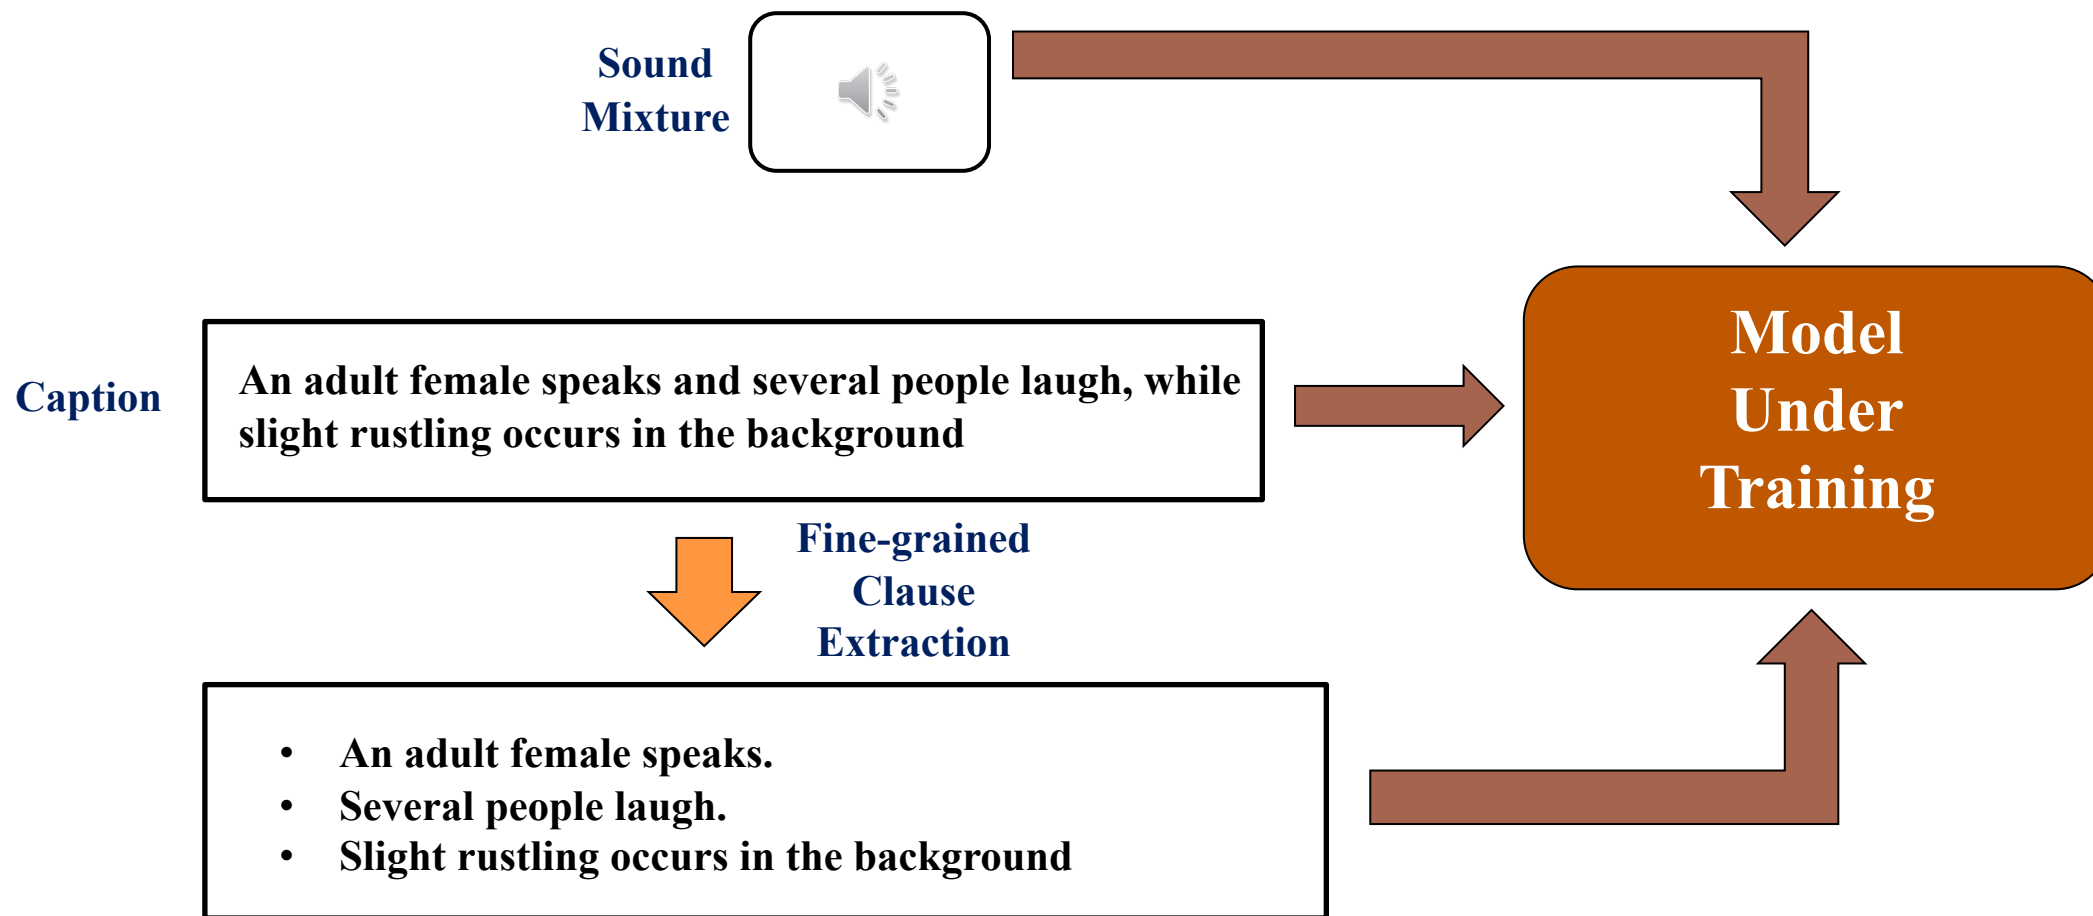 Sound
Mixture
Caption
An adult female speaks and several people laugh, while
slight rustling occurs in the background
Model
Under
Training
Fine-grained
Clause
Extraction
• An adult female speaks.
• Several people laugh.
• Slight rustling occurs in the background